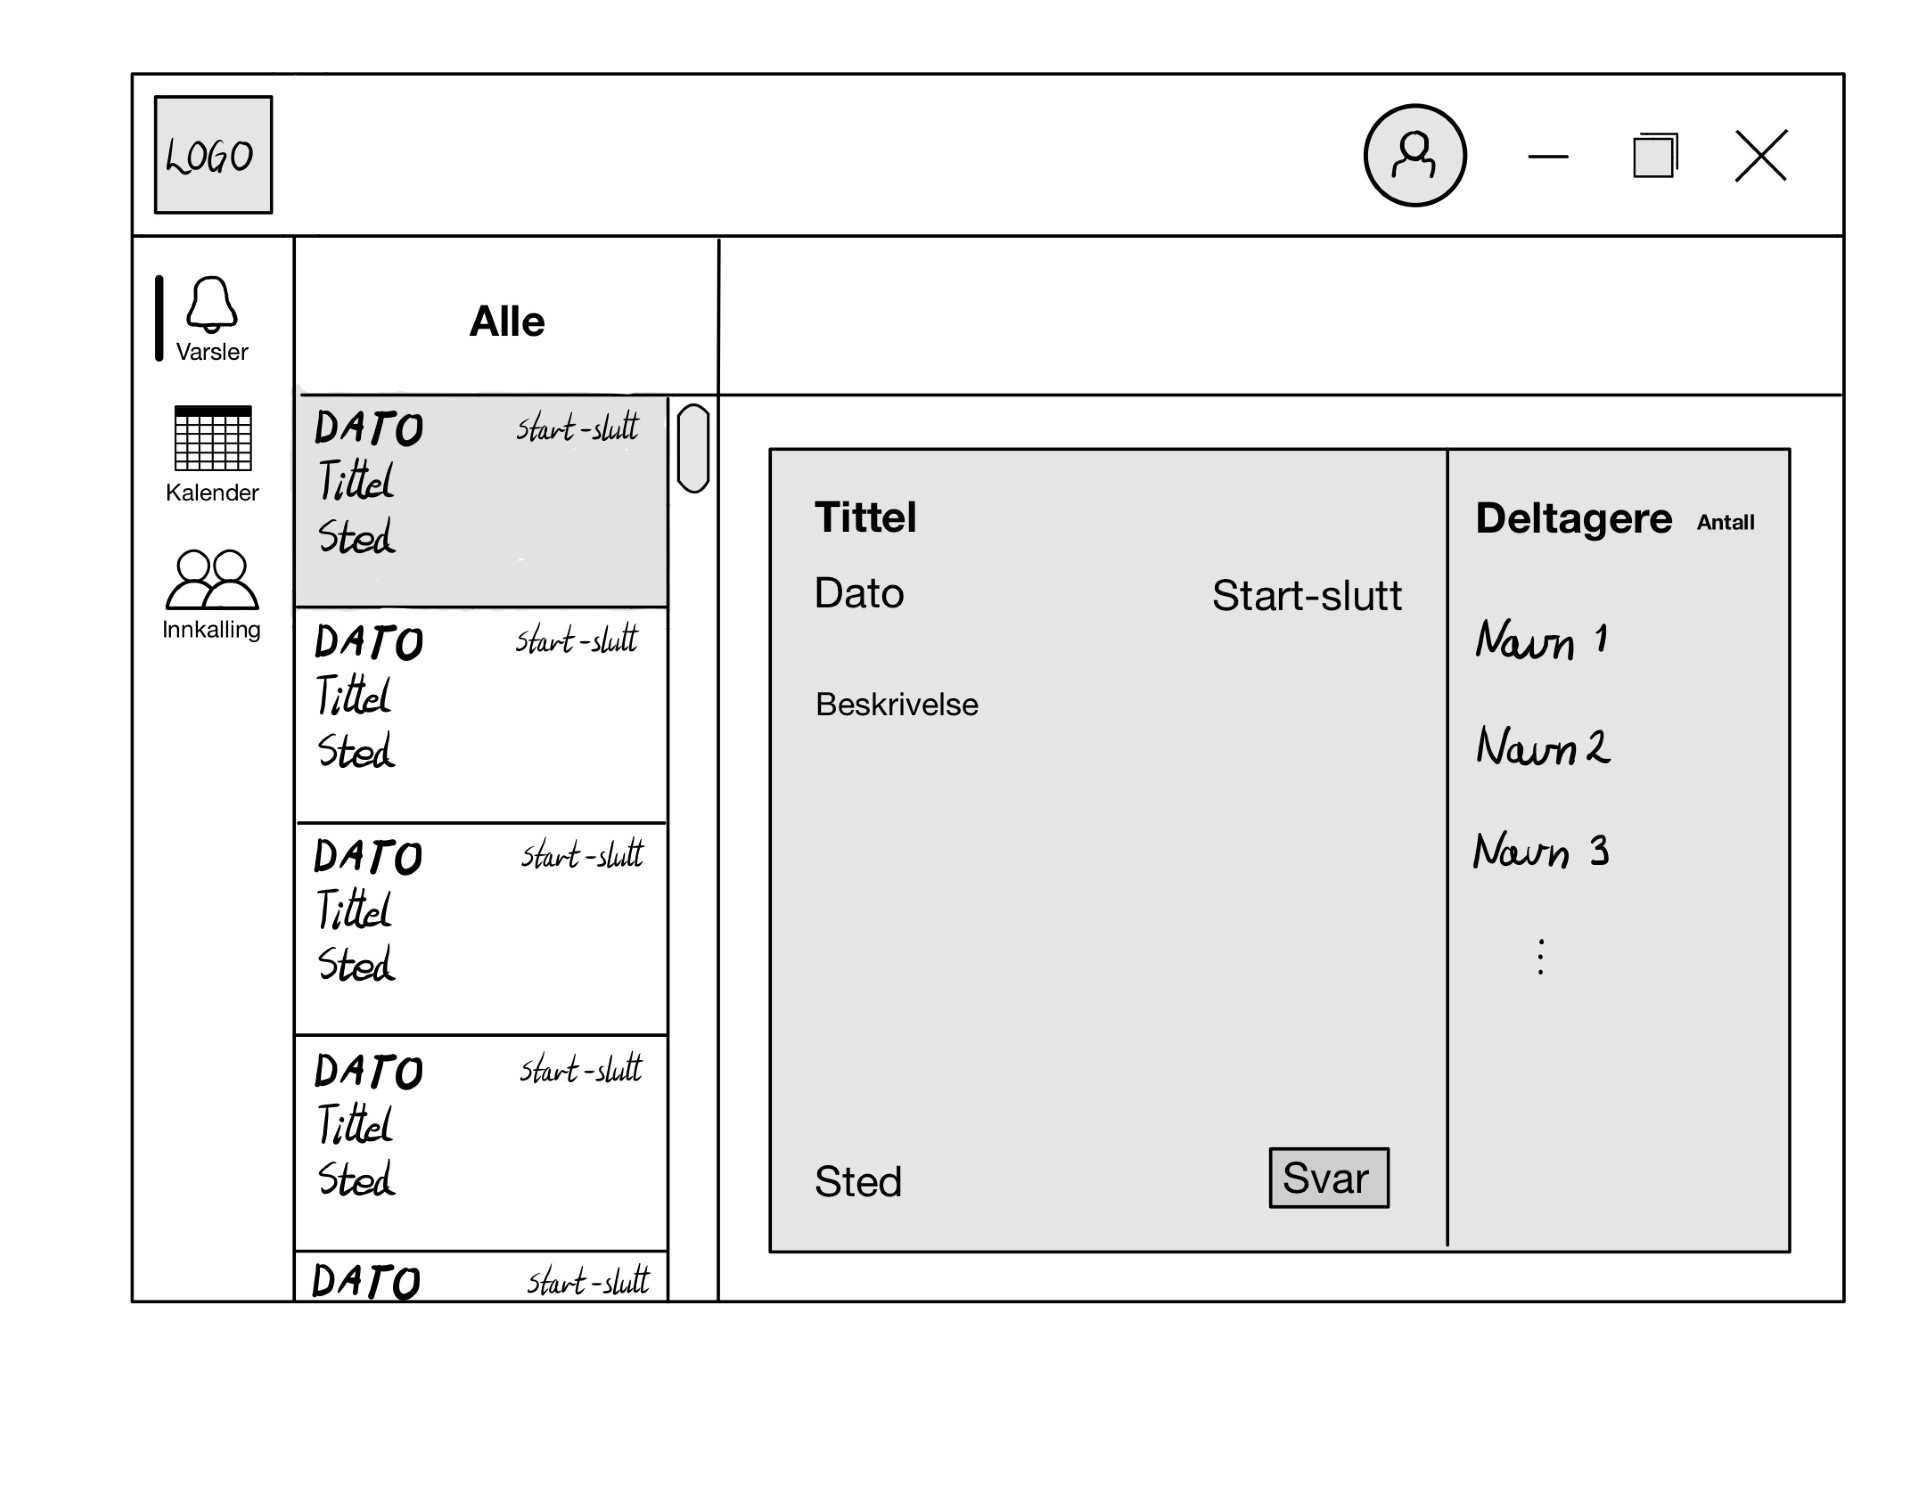 LOGO
Varsler
Kalender
Innkalling
Alle
DATO start-slutt
Tittel
Sted
DATO start-slutt
Tittel
Sted
DATO start-slutt
Tittel
Sted
DATO start-slutt
Tittel
Sted
DATO start-slutt
Tittel
Dato Start-slutt
Beskrivelse
Sted Svar
Deltagere Antall
Navn 1
Navn 2
Navn 3
⋮